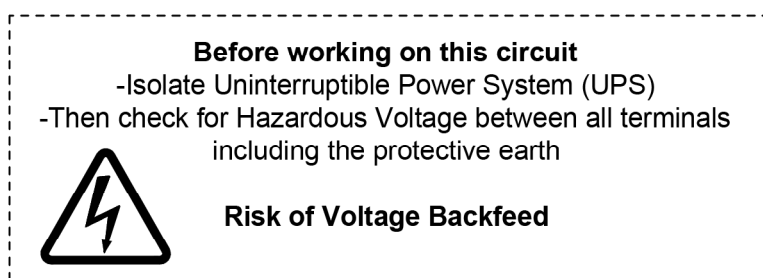 Before working on this circuit
-Isolate Uninterruptible Power System (UPS)
-Then check for Hazardous Voltage between all terminals
including the protective earth
Risk of Voltage Backfeed